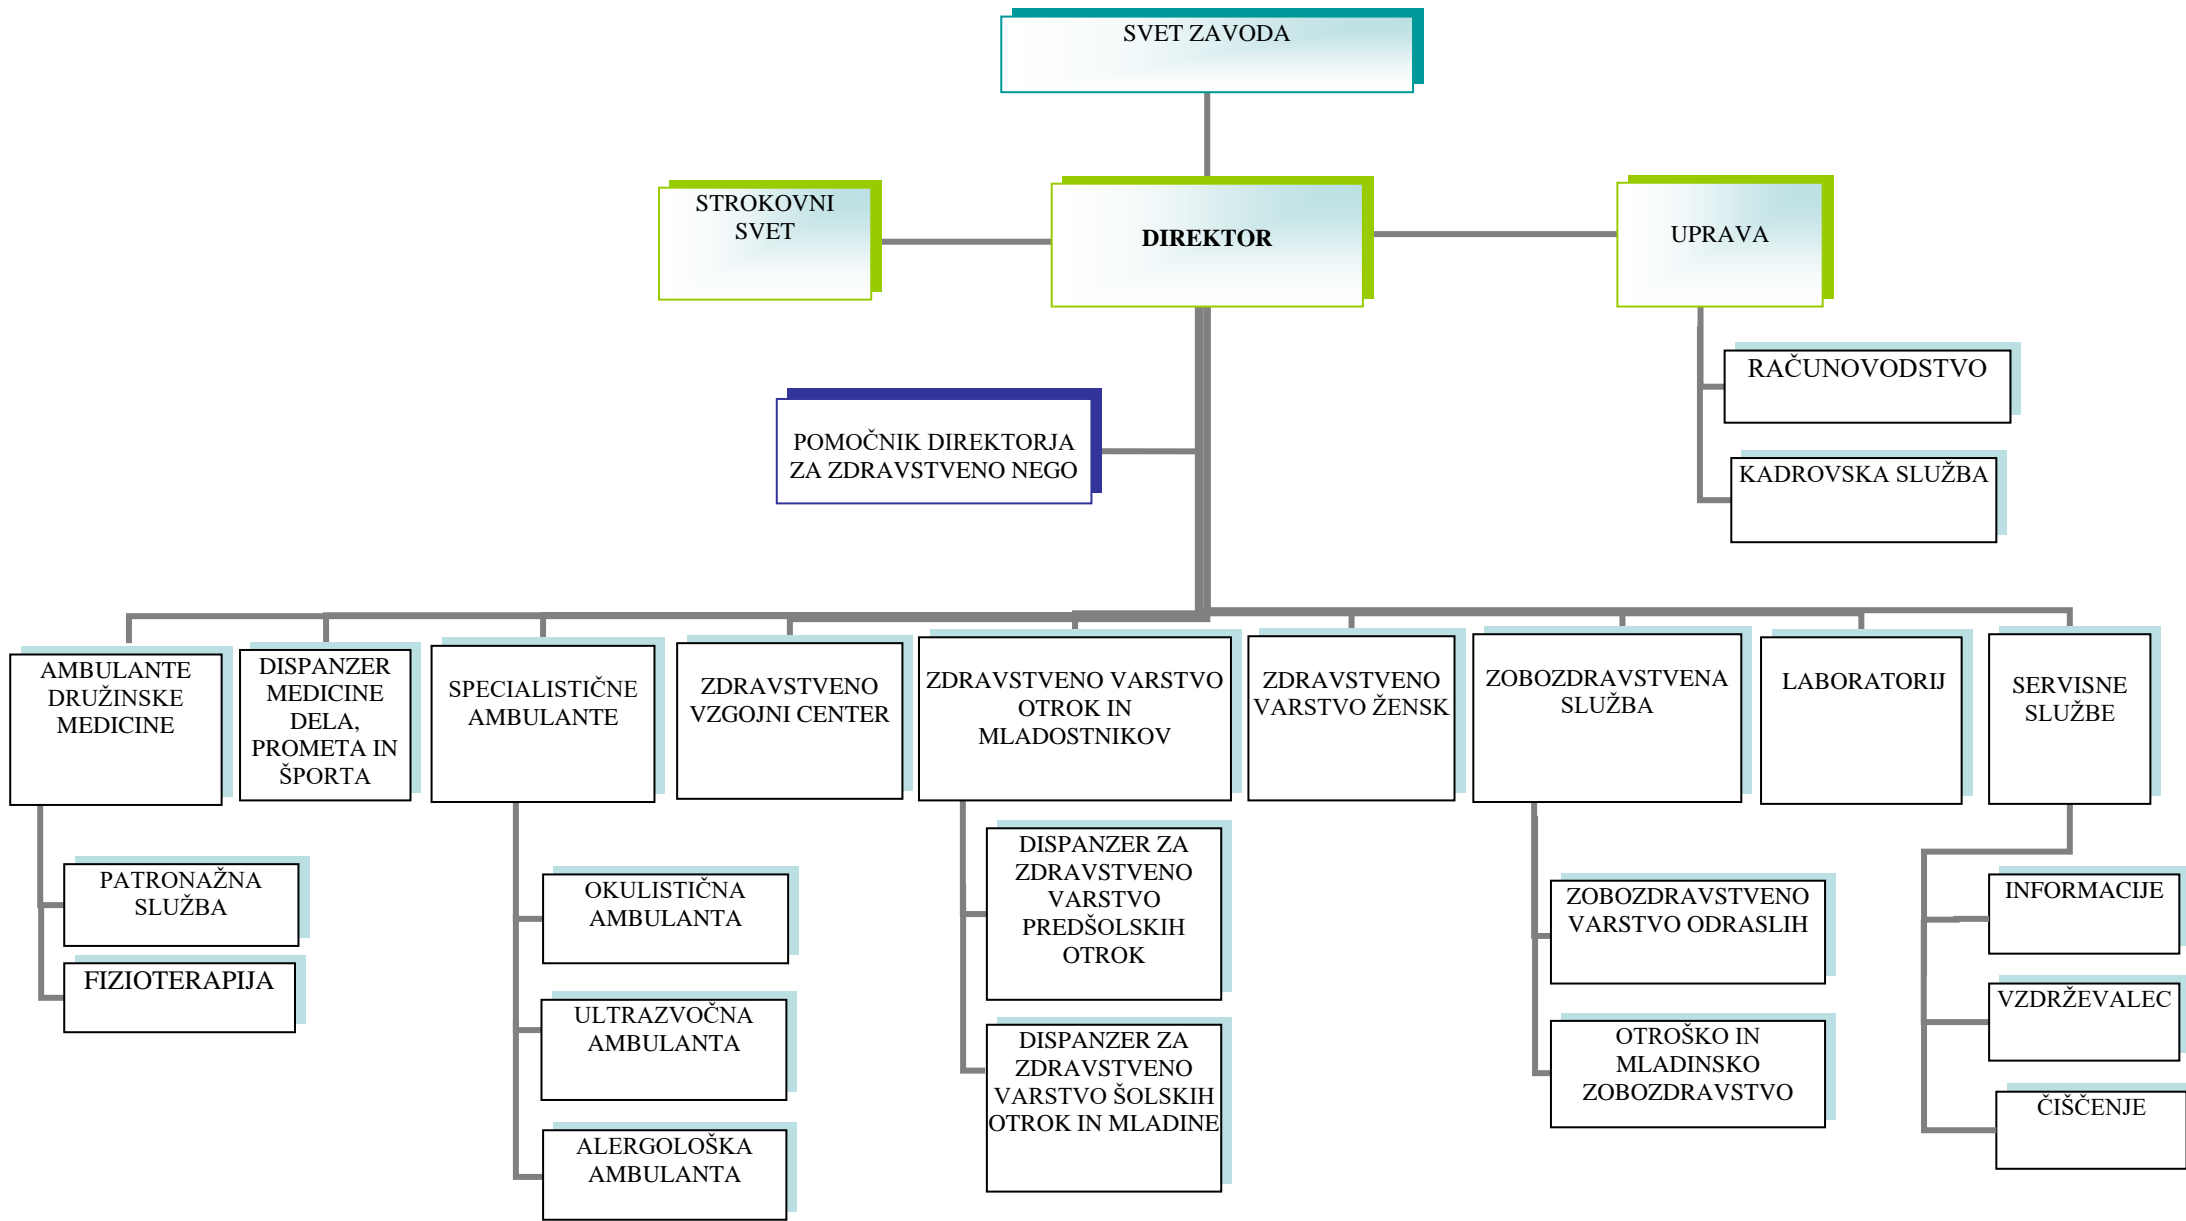 SVET ZAVODA
STROKOVNI
SVET
DIREKTOR
UPRAVA
RAČUNOVODSTVO
KADROVSKA SLUŽBA
POMOČNIK DIREKTORJA
ZA ZDRAVSTVENO NEGO
AMBULANTE
DRUŽINSKE
MEDICINE
DISPANZER
MEDICINE
DELA,
PROMETA IN
ŠPORTA
SPECIALISTIČNE
AMBULANTE
ZDRAVSTVENO
VZGOJNI CENTER
ZDRAVSTVENO VARSTVO
OTROK IN
MLADOSTNIKOV
ZDRAVSTVENO
VARSTVO ŽENSK
ZOBOZDRAVSTVENA
SLUŽBA
LABORATORIJ
SERVISNE
SLUŽBE
PATRONAŽNA
SLUŽBA
FIZIOTERAPIJA
OKULISTIČNA
AMBULANTA
ULTRAZVOČNA
AMBULANTA
ALERGOLOŠKA
AMBULANTA
DISPANZER ZA
ZDRAVSTVENO
VARSTVO
PREDŠOLSKIH
OTROK
DISPANZER ZA
ZDRAVSTVENO
VARSTVO ŠOLSKIH
OTROK IN MLADINE
ZOBOZDRAVSTVENO
VARSTVO ODRASLIH
OTROŠKO IN
MLADINSKO
ZOBOZDRAVSTVO
INFORMACIJE
VZDRŽEVALEC
ČIŠČENJE